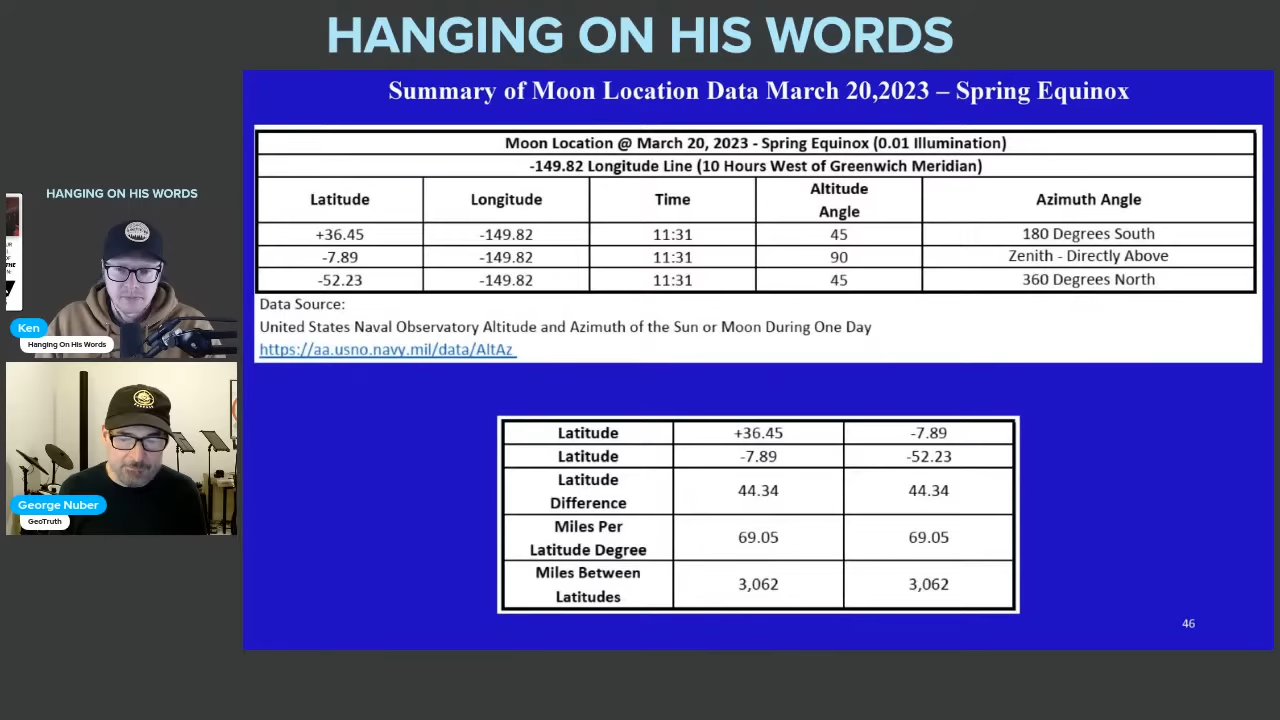 HANGING ON HIS WORDS
Summary of Moon Location Data March 20,2023 – Spring Equinox
Moon Location @ March 20, 2023 - Spring Equinox (0.01 Illumination)
-149.82 Longitude Line (10 Hours West of Greenwich Meridian)
Latitude Longitude Time Altitude Angle Azimuth Angle
+36.45 -149.82 11:31 45 180 Degrees South
-7.89 -149.82 11:31 90 Zenith - Directly Above
-52.23 -149.82 11:31 45 360 Degrees North
Data Source:
United States Naval Observatory Altitude and Azimuth of the Sun or Moon During One Day
https://aa.usno.navy.mil/data/AltAz
Latitude +36.45 -7.89
Latitude -7.89 -52.23
Latitude Difference 44.34 44.34
Miles Per Latitude Degree 69.05 69.05
Miles Between Latitudes 3,062 3,062
46
HANGING ON HIS WORDS
Ken
Hanging On His Words
George Nuber
GeoTruth